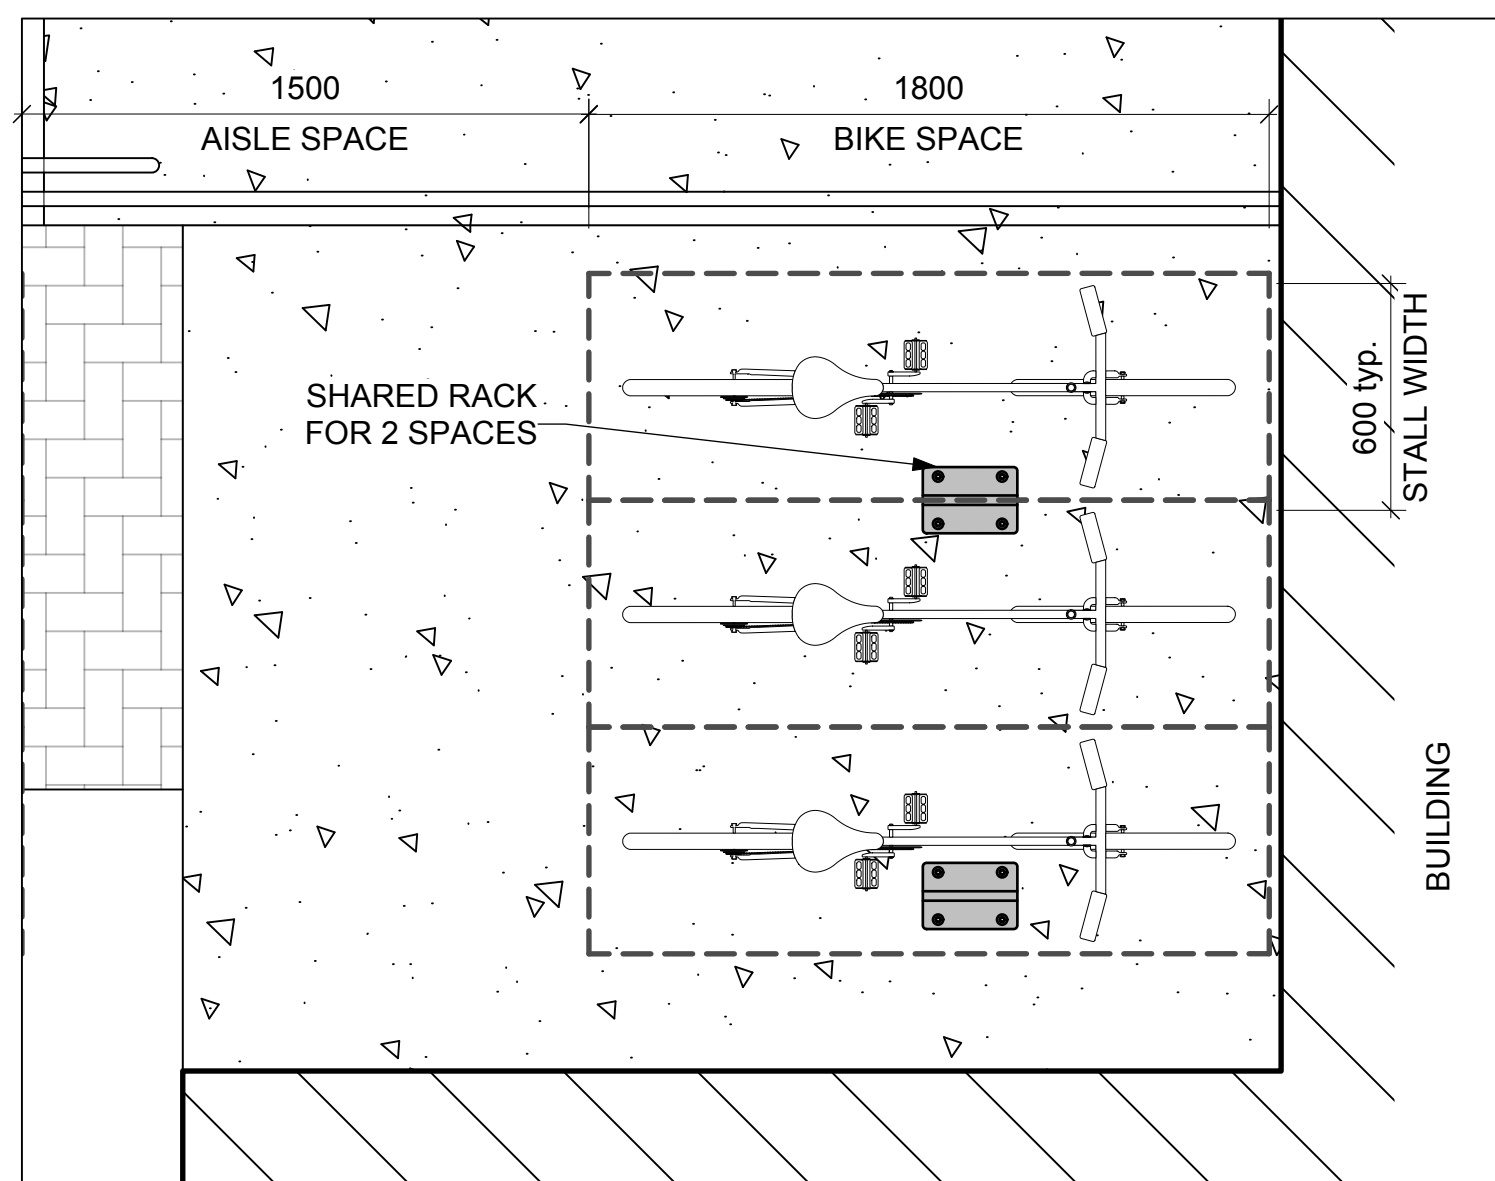 1500
AISLE SPACE
1800
BIKE SPACE
SHARED RACK
FOR 2 SPACES
600 typ.
STALL WIDTH
BUILDING